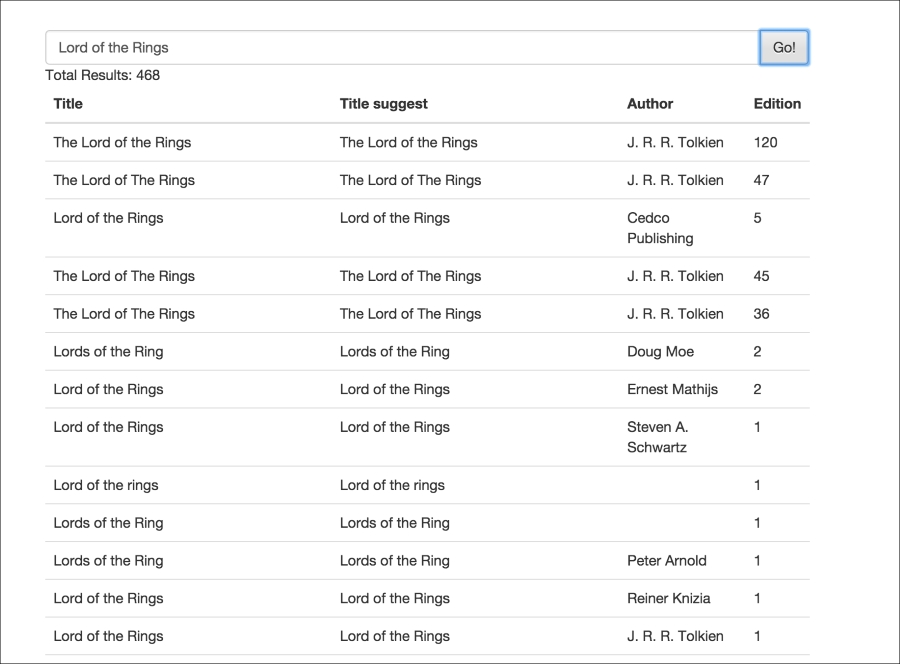 Lord of the Rings Go!
Total Results: 468
Title Title suggest Author Edition
The Lord of the Rings The Lord of the Rings J. R. R. Tolkien 120
The Lord of The Rings The Lord of The Rings J. R. R. Tolkien 47
Lord of the Rings Lord of the Rings Cedco 5
Publishing
The Lord of The Rings The Lord of The Rings J. R. R. Tolkien 45
The Lord of The Rings The Lord of The Rings J. R. R. Tolkien 36
Lords of the Ring Lords of the Ring Doug Moe 2
Lord of the Rings Lord of the Rings Ernest Mathijs 2
Lord of the Rings Lord of the Rings Steven A. 1
Schwartz
Lord of the rings Lord of the rings 1
Lords of the Ring Lords of the Ring 1
Lords of the Ring Lords of the Ring Peter Arnold 1
Lord of the Rings Lord of the Rings Reiner Knizia 1
Lord of the Rings Lord of the Rings J. R. R. Tolkien 1